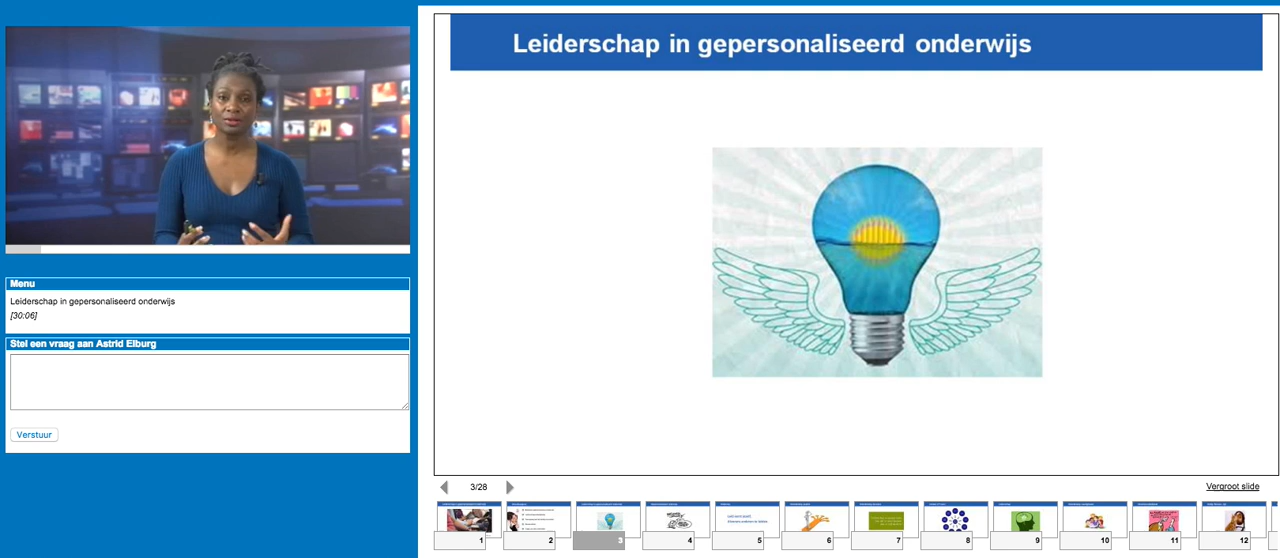 Leiderschap in gepersonaliseerd onderwijs
Menu
Leiderschap in gepersonaliseerd onderwijs
[30:06]
Stel een vraag aan Astrid Elburg
Verstuur
3/28
Vergroot slide
1
2
3
4
5
6
7
8
9
10
11
12